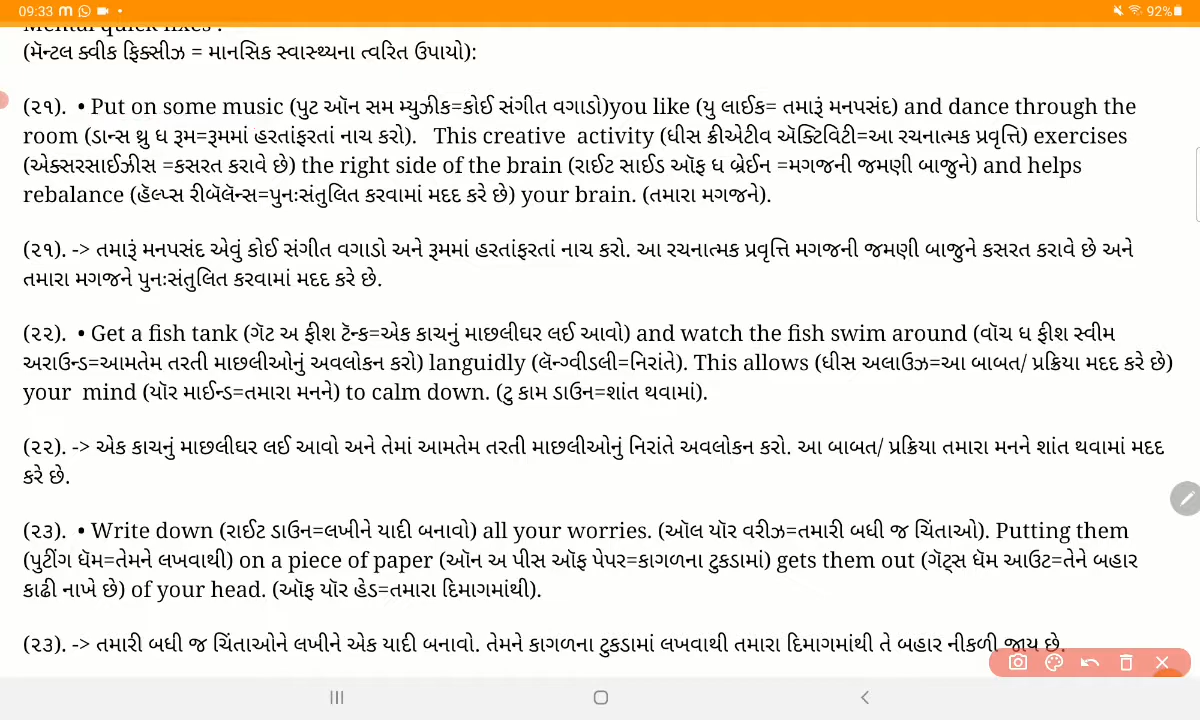 09:33
92%
Mental quick fixes :
(મૅન્ટલ ક્વીક ફિક્સીઝ = માનસિક સ્વાસ્થ્યના ત્વરિત ઉપાયો):
(૨૧). • Put on some music (પુટ ઑન સમ મ્યુઝીક=કોઈ સંગીત વગાડો)you like (યુ લાઈક= તમારૂં મનપસંદ) and dance through the
room (ડાન્સ થ્રુ ધ રૂમ=રૂમમાં હરતાંફરતાં નાચ કરો). This creative activity (ધીસ ક્રીએટીવ ઍક્ટિવિટી=આ રચનાત્મક પ્રવૃત્તિ) exercises
(એક્સરસાઈઝીસ =કસરત કરાવે છે) the right side of the brain (રાઈટ સાઈડ ઑફ ધ બ્રેઈન =મગજની જમણી બાજુને) and helps
rebalance (હૅલ્પ્સ રીબૅલૅન્સ=પુનઃસંતુલિત કરવામાં મદદ કરે છે) your brain. (તમારા મગજને).
(૨૧). -> તમારૂં મનપસંદ એવું કોઈ સંગીત વગાડો અને રૂમમાં હરતાંફરતાં નાચ કરો. આ રચનાત્મક પ્રવૃત્તિ મગજની જમણી બાજુને કસરત કરાવે છે અને
તમારા મગજને પુનઃસંતુલિત કરવામાં મદદ કરે છે.
(૨૨). • Get a fish tank (ગૅટ અ ફીશ ટૅન્ક=એક કાચનું માછલીઘર લઈ આવો) and watch the fish swim around (વૉચ ધ ફીશ સ્વીમ
અરાઉન્ડ=આમતેમ તરતી માછલીઓનું અવલોકન કરો) languidly (લૅન્ગ્વીડલી=નિરાંતે). This allows (ધીસ અલાઉઝ=આ બાબત/ પ્રક્રિયા મદદ કરે છે)
your mind (યૉર માઈન્ડ=તમારા મનને) to calm down. (ટુ કામ ડાઉન=શાંત થવામાં).
(૨૨). -> એક કાચનું માછલીઘર લઈ આવો અને તેમાં આમતેમ તરતી માછલીઓનું નિરાંતે અવલોકન કરો. આ બાબત/ પ્રક્રિયા તમારા મનને શાંત થવામાં મદદ
કરે છે.
(૨૩). • Write down (રાઈટ ડાઉન=લખીને યાદી બનાવો) all your worries. (ઑલ યૉર વરીઝ=તમારી બધી જ ચિંતાઓ). Putting them
(પુટીંગ ધૅમ=તેમને લખવાથી) on a piece of paper (ઑન અ પીસ ઑફ પેપર=કાગળના ટુકડામાં) gets them out (ગૅટ્સ ધૅમ આઉટ=તેને બહાર
કાઢી નાખે છે) of your head. (ઑફ યૉર હેડ=તમારા દિમાગમાંથી).
(૨૩). -> તમારી બધી જ ચિંતાઓને લખીને એક યાદી બનાવો. તેમને કાગળના ટુકડામાં લખવાથી તમારા દિમાગમાંથી તે બહાર નીકળી જાય છે.